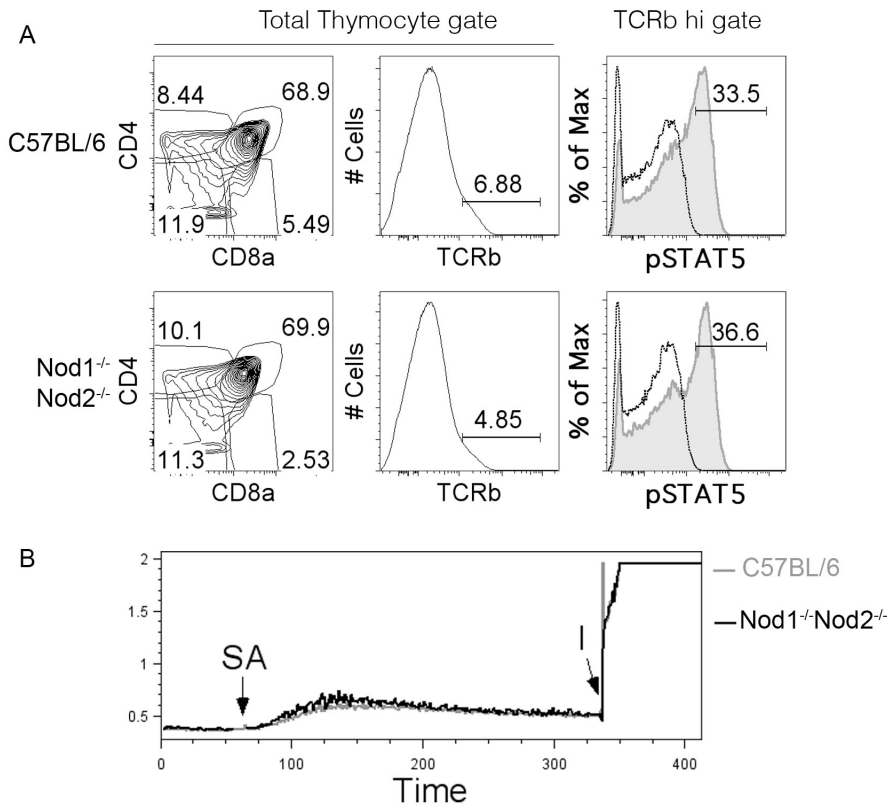 A
Total Thymocyte gate
TCRb hi gate
C57BL/6
CD4
8.44
68.9
11.9
5.49
CD8a
# Cells
6.88
TCRb
% of Max
33.5
pSTAT5
Nod1-/-
Nod2-/-
CD4
10.1
69.9
11.3
2.53
CD8a
# Cells
4.85
TCRb
% of Max
36.6
pSTAT5
B
2
1.5
1
0.5
SA
I
C57BL/6
Nod1-/-Nod2-/-
0
100
200
300
400
Time